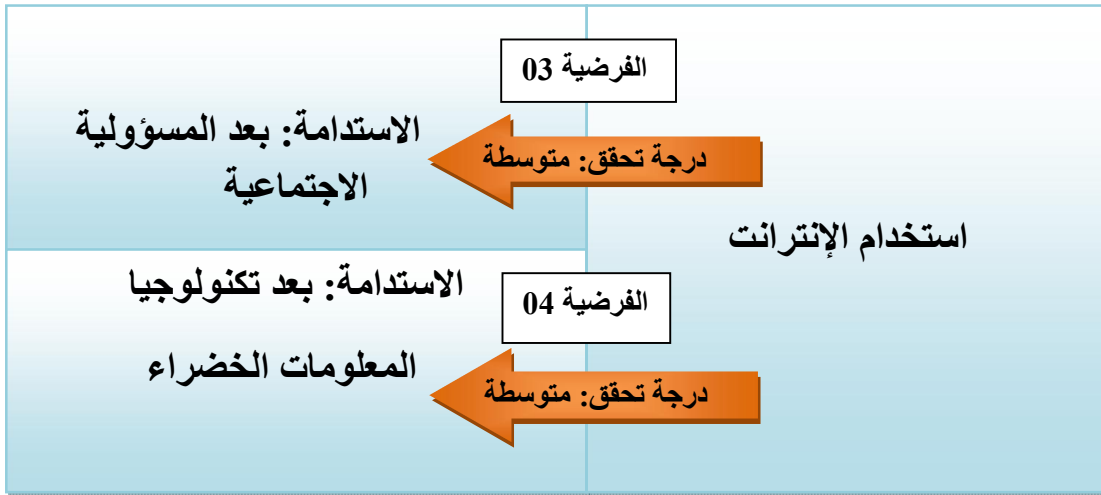 استخدام الإنترانت
الفرضية 03
درجة تحقق: متوسطة
الاستدامة: بعد المسؤولية
الاجتماعية
الفرضية 04
درجة تحقق: متوسطة
الاستدامة: بعد تكنولوجيا
المعلومات الخضراء